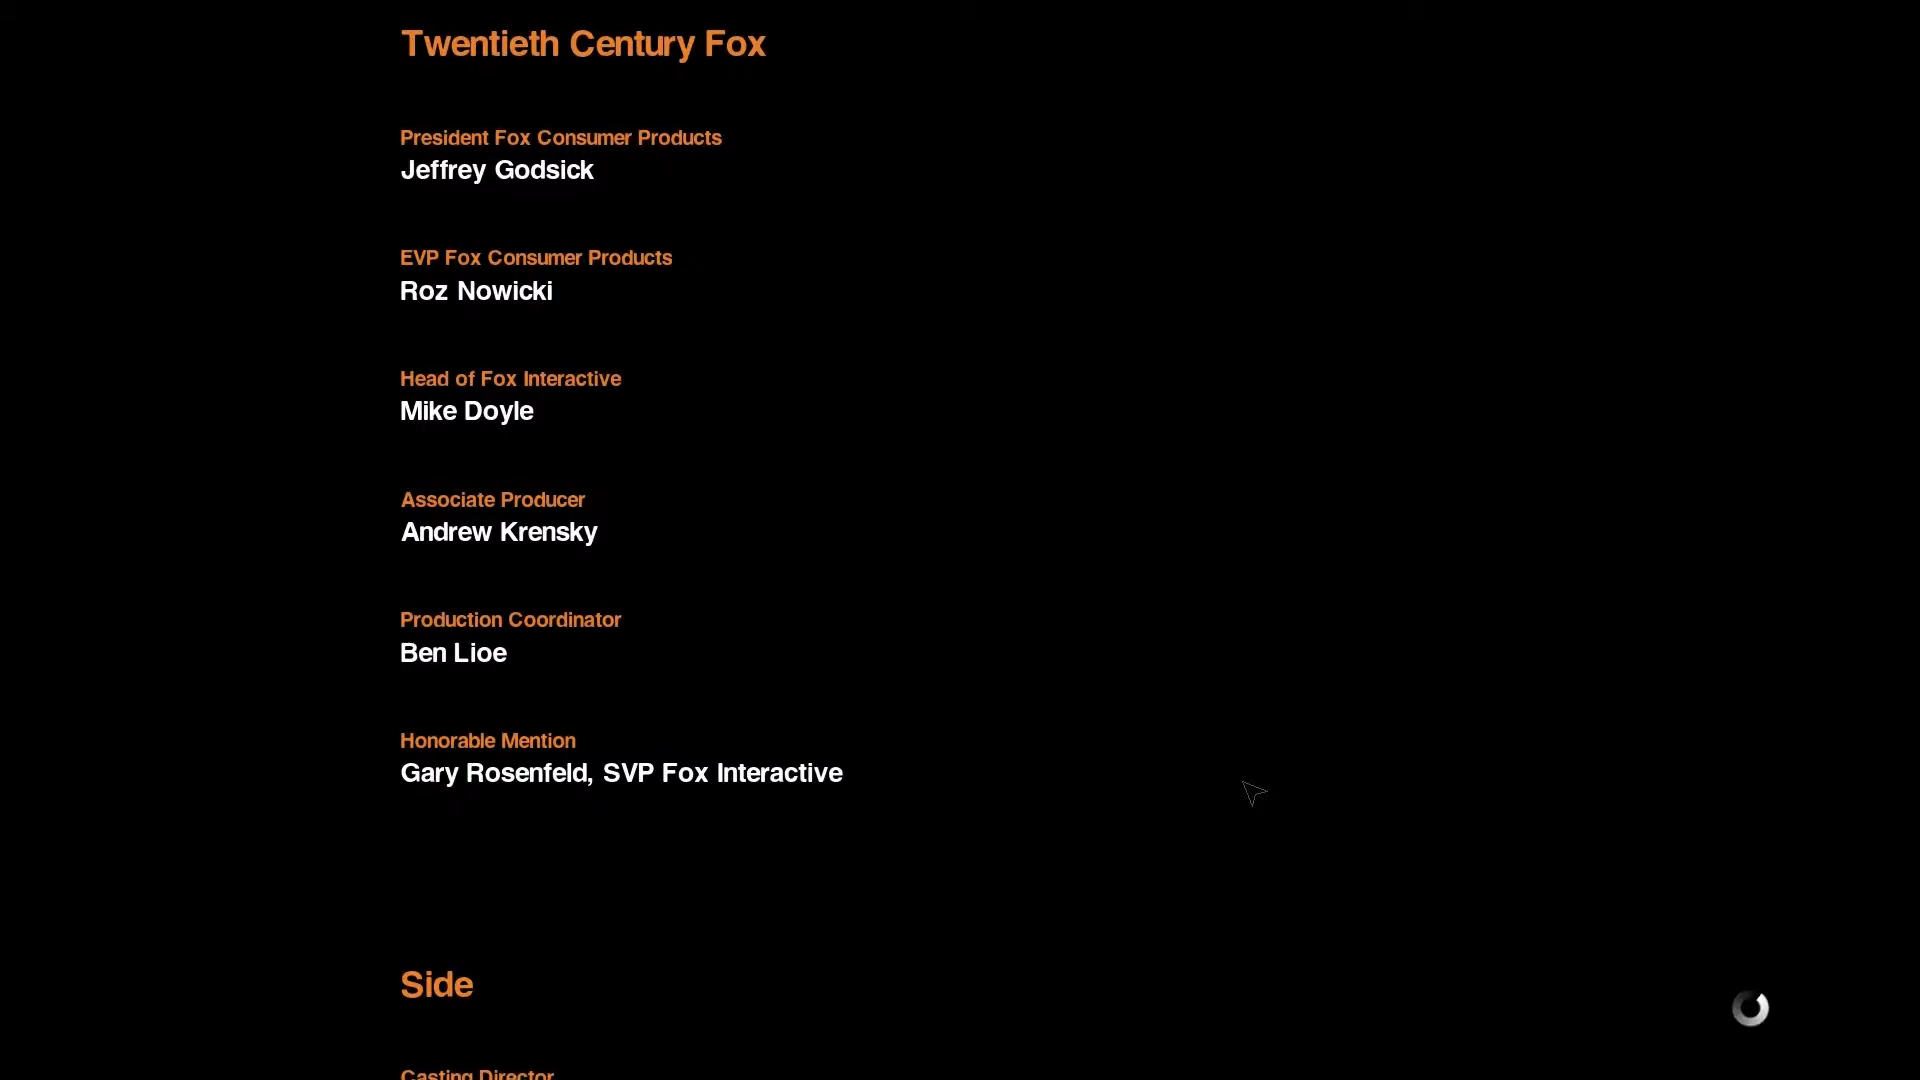 Twentieth Century Fox
President Fox Consumer Products
Jeffrey Godsick
EVP Fox Consumer Products
Roz Nowicki
Head of Fox Interactive
Mike Doyle
Associate Producer
Andrew Krensky
Production Coordinator
Ben Lioe
Honorable Mention
Gary Rosenfeld, SVP Fox Interactive
Side
Casting Director